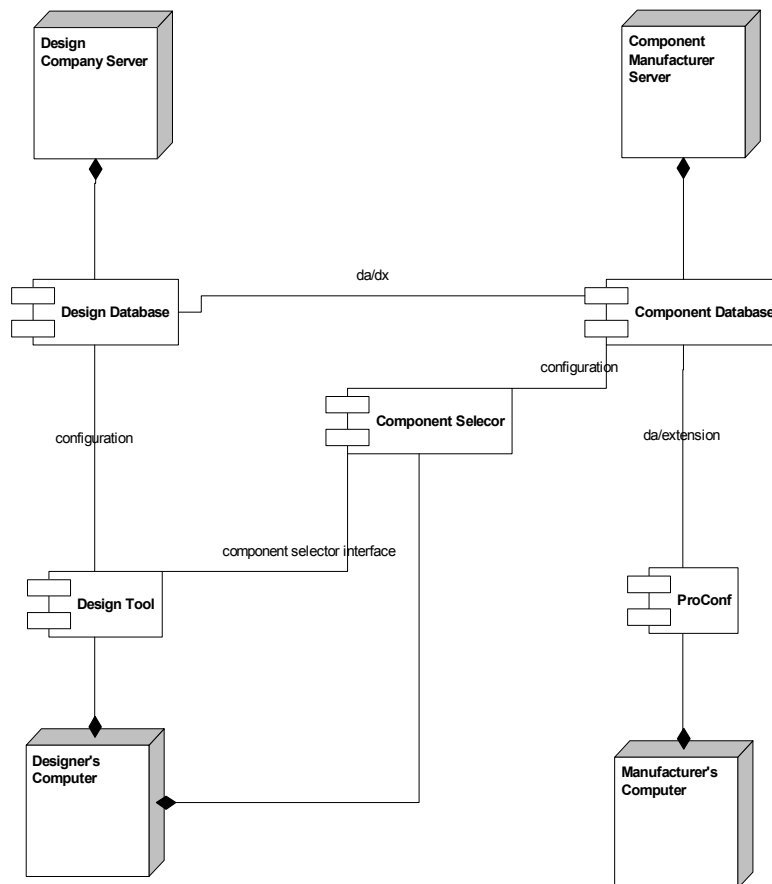 Design
Company Server
Component
Manufacturer
Server
da/dx
Design Database
Component Database
configuration
Component Selecor
configuration
da/extension
component selector interface
Design Tool
ProConf
Designer's
Computer
Manufacturer's
Computer